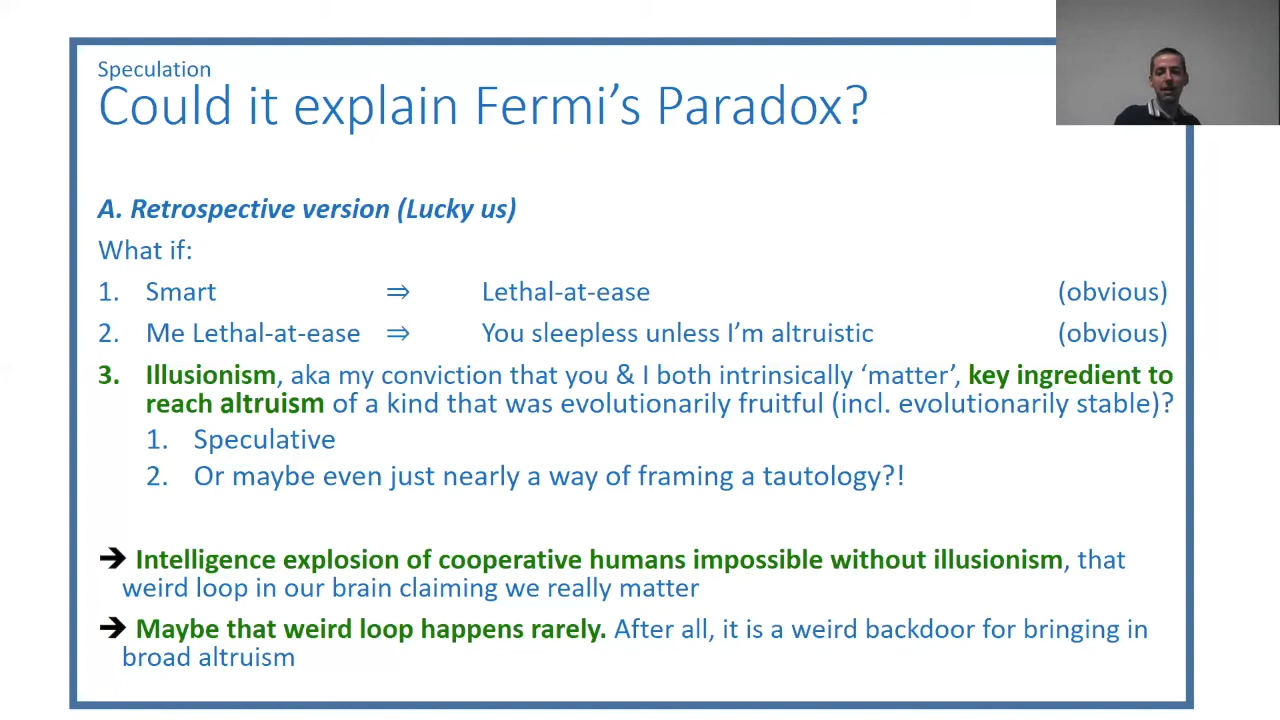 Speculation
Could it explain Fermi's Paradox?
A. Retrospective version (Lucky us)
What if:
1. Smart ⇒ Lethal-at-ease (obvious)
2. Me Lethal-at-ease ⇒ You sleepless unless I'm altruistic (obvious)
3. Illusionism, aka my conviction that you & I both intrinsically 'matter', key ingredient to
reach altruism of a kind that was evolutionarily fruitful (incl. evolutionarily stable)?
1. Speculative
2. Or maybe even just nearly a way of framing a tautology?!
➔ Intelligence explosion of cooperative humans impossible without illusionism, that
weird loop in our brain claiming we really matter
➔ Maybe that weird loop happens rarely. After all, it is a weird backdoor for bringing in
broad altruism